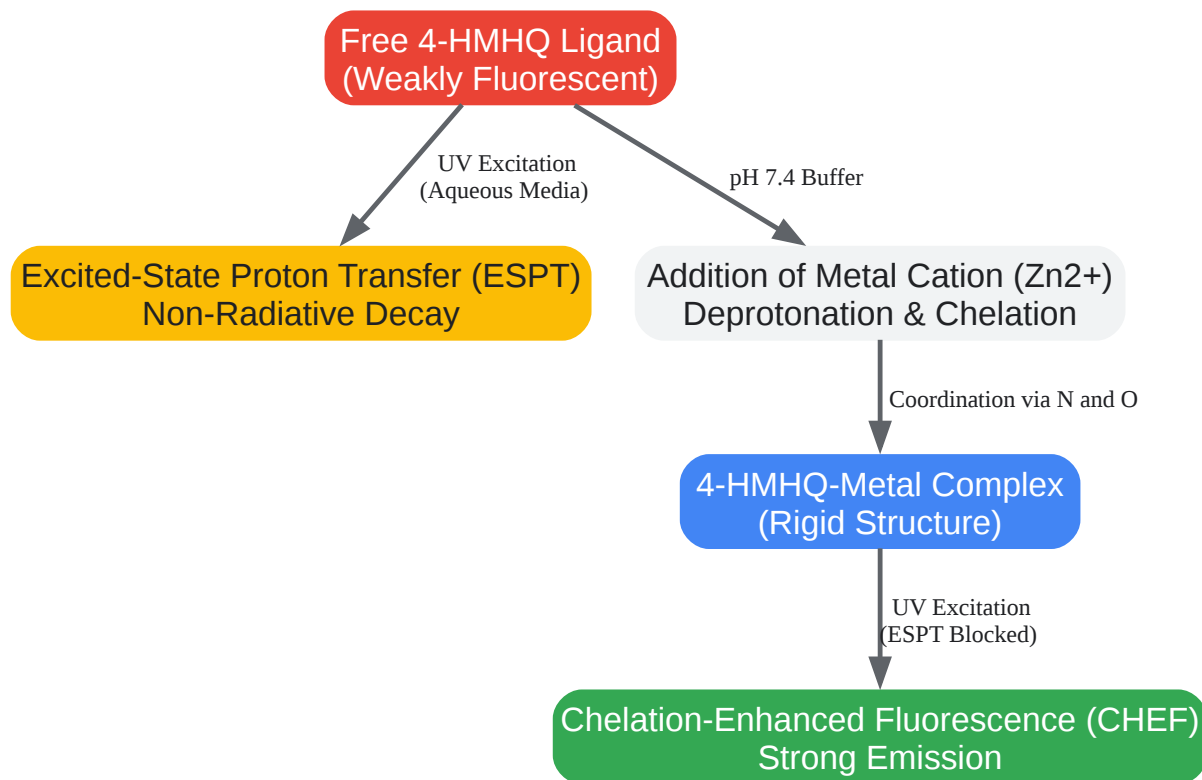 Free 4-HMHQ Ligand
(Weakly Fluorescent)
UV Excitation
(Aqueous Media)
pH 7.4 Buffer
Excited-State Proton Transfer (ESPT)
Non-Radiative Decay
Addition of Metal Cation (Zn2+)
Deprotonation & Chelation
Coordination via N and O
4-HMHQ-Metal Complex
(Rigid Structure)
UV Excitation
(ESPT Blocked)
Chelation-Enhanced Fluorescence (CHEF)
Strong Emission